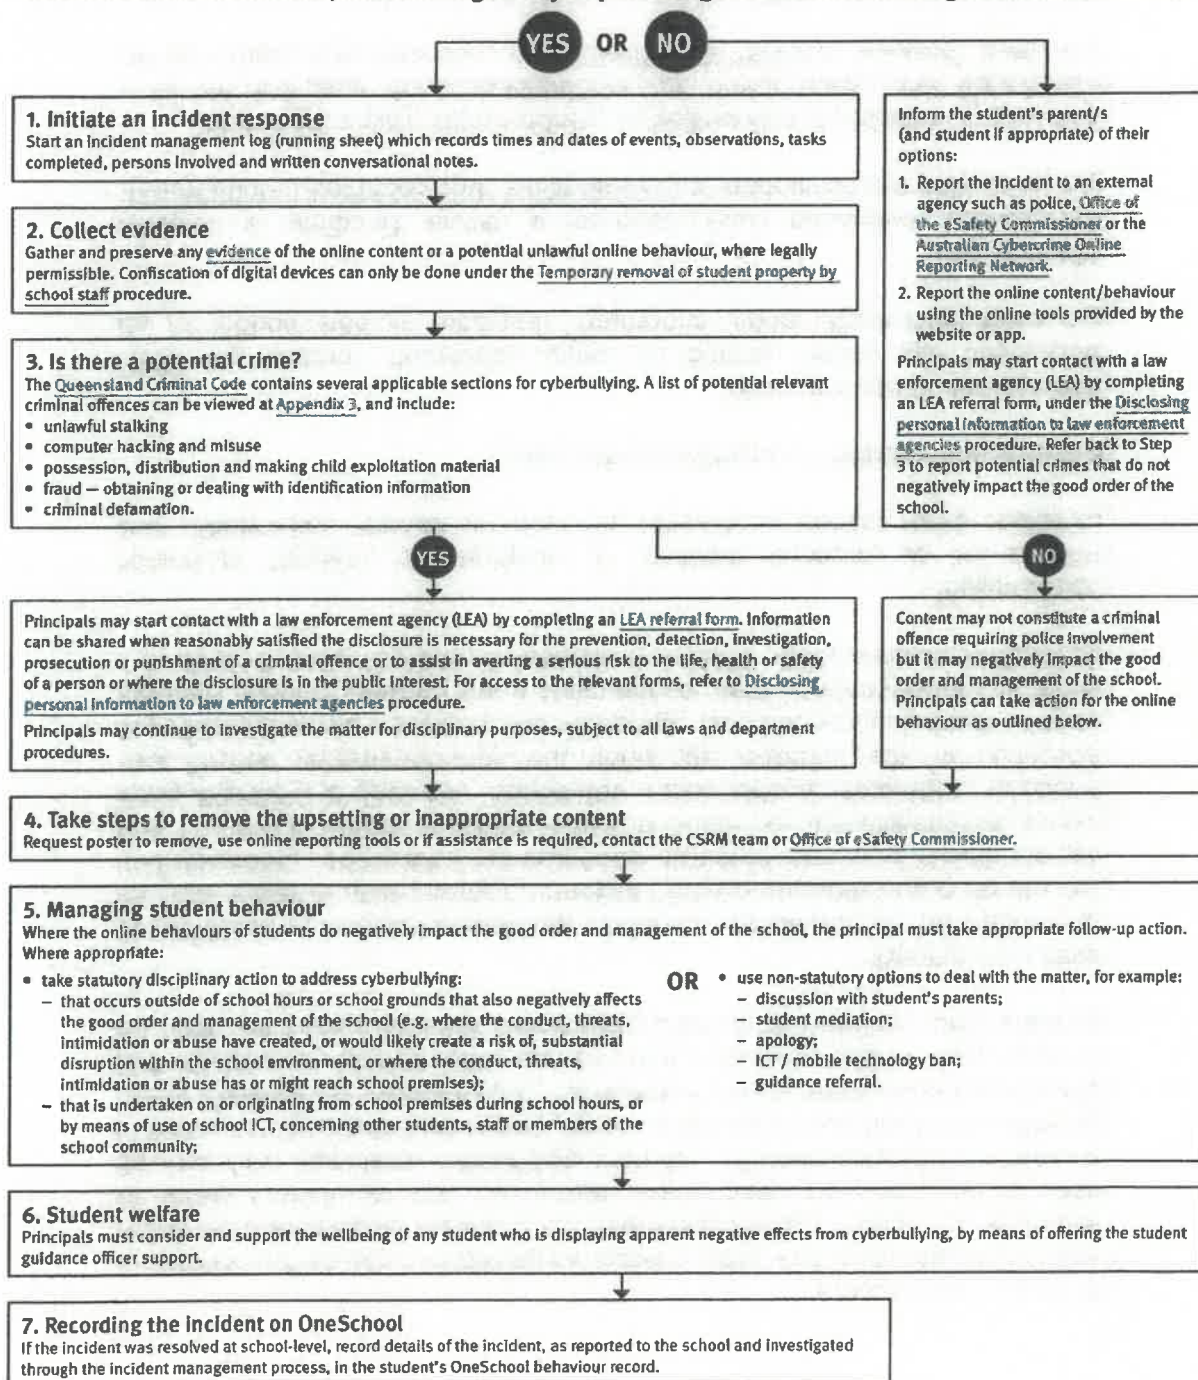 YES OR NO
1. Initiate an incident response
Start an incident management log (running sheet) which records times and dates of events, observations, tasks
completed, persons involved and written conversational notes.
2. Collect evidence
Gather and preserve any evidence of the online content or a potential unlawful online behaviour, where legally
permissible. Confiscation of digital devices can only be done under the Temporary removal of student property by
school staff procedure.
3. Is there a potential crime?
The Queensland Criminal Code contains several applicable sections for cyberbullying. A list of potential relevant
criminal offences can be viewed at Appendix 3, and include:
• unlawful stalking
• computer hacking and misuse
• possession, distribution and making child exploitation material
• fraud — obtaining or dealing with identification information
• criminal defamation.
Inform the student's parent/s
(and student if appropriate) of their
options:
1. Report the incident to an external
agency such as police, Office of
the eSafety Commissioner or the
Australian Cybercrime Online
Reporting Network.
2. Report the online content/behaviour
using the online tools provided by the
website or app.
Principals may start contact with a law
enforcement agency (LEA) by completing
an LEA referral form, under the Disclosing
personal information to law enforcement
agencies procedure. Refer back to Step
3 to report potential crimes that do not
negatively impact the good order of the
school.
YES
NO
Principals may start contact with a law enforcement agency (LEA) by completing an LEA referral form. Information
can be shared when reasonably satisfied the disclosure is necessary for the prevention, detection, investigation,
prosecution or punishment of a criminal offence or to assist in averting a serious risk to the life, health or safety
of a person or where the disclosure is in the public interest. For access to the relevant forms, refer to Disclosing
personal information to law enforcement agencies procedure.
Principals may continue to investigate the matter for disciplinary purposes, subject to all laws and department
procedures.
Content may not constitute a criminal
offence requiring police involvement
but it may negatively impact the good
order and management of the school.
Principals can take action for the online
behaviour as outlined below.
4. Take steps to remove the upsetting or inappropriate content
Request poster to remove, use online reporting tools or if assistance is required, contact the CSRM team or Office of eSafety Commissioner.
5. Managing student behaviour
Where the online behaviours of students do negatively impact the good order and management of the school, the principal must take appropriate follow-up action.
Where appropriate:
• take statutory disciplinary action to address cyberbullying:
– that occurs outside of school hours or school grounds that also negatively affects
the good order and management of the school (e.g. where the conduct, threats,
intimidation or abuse have created, or would likely create a risk of, substantial
disruption within the school environment, or where the conduct, threats,
intimidation or abuse has or might reach school premises);
– that is undertaken on or originating from school premises during school hours, or
by means of use of school ICT, concerning other students, staff or members of the
school community;
OR
• use non-statutory options to deal with the matter, for example:
– discussion with student's parents;
– student mediation;
– apology;
– ICT / mobile technology ban;
– guidance referral.
6. Student welfare
Principals must consider and support the wellbeing of any student who is displaying apparent negative effects from cyberbullying, by means of offering the student
guidance officer support.
7. Recording the incident on OneSchool
If the incident was resolved at school-level, record details of the incident, as reported to the school and investigated
through the incident management process, in the student's OneSchool behaviour record.